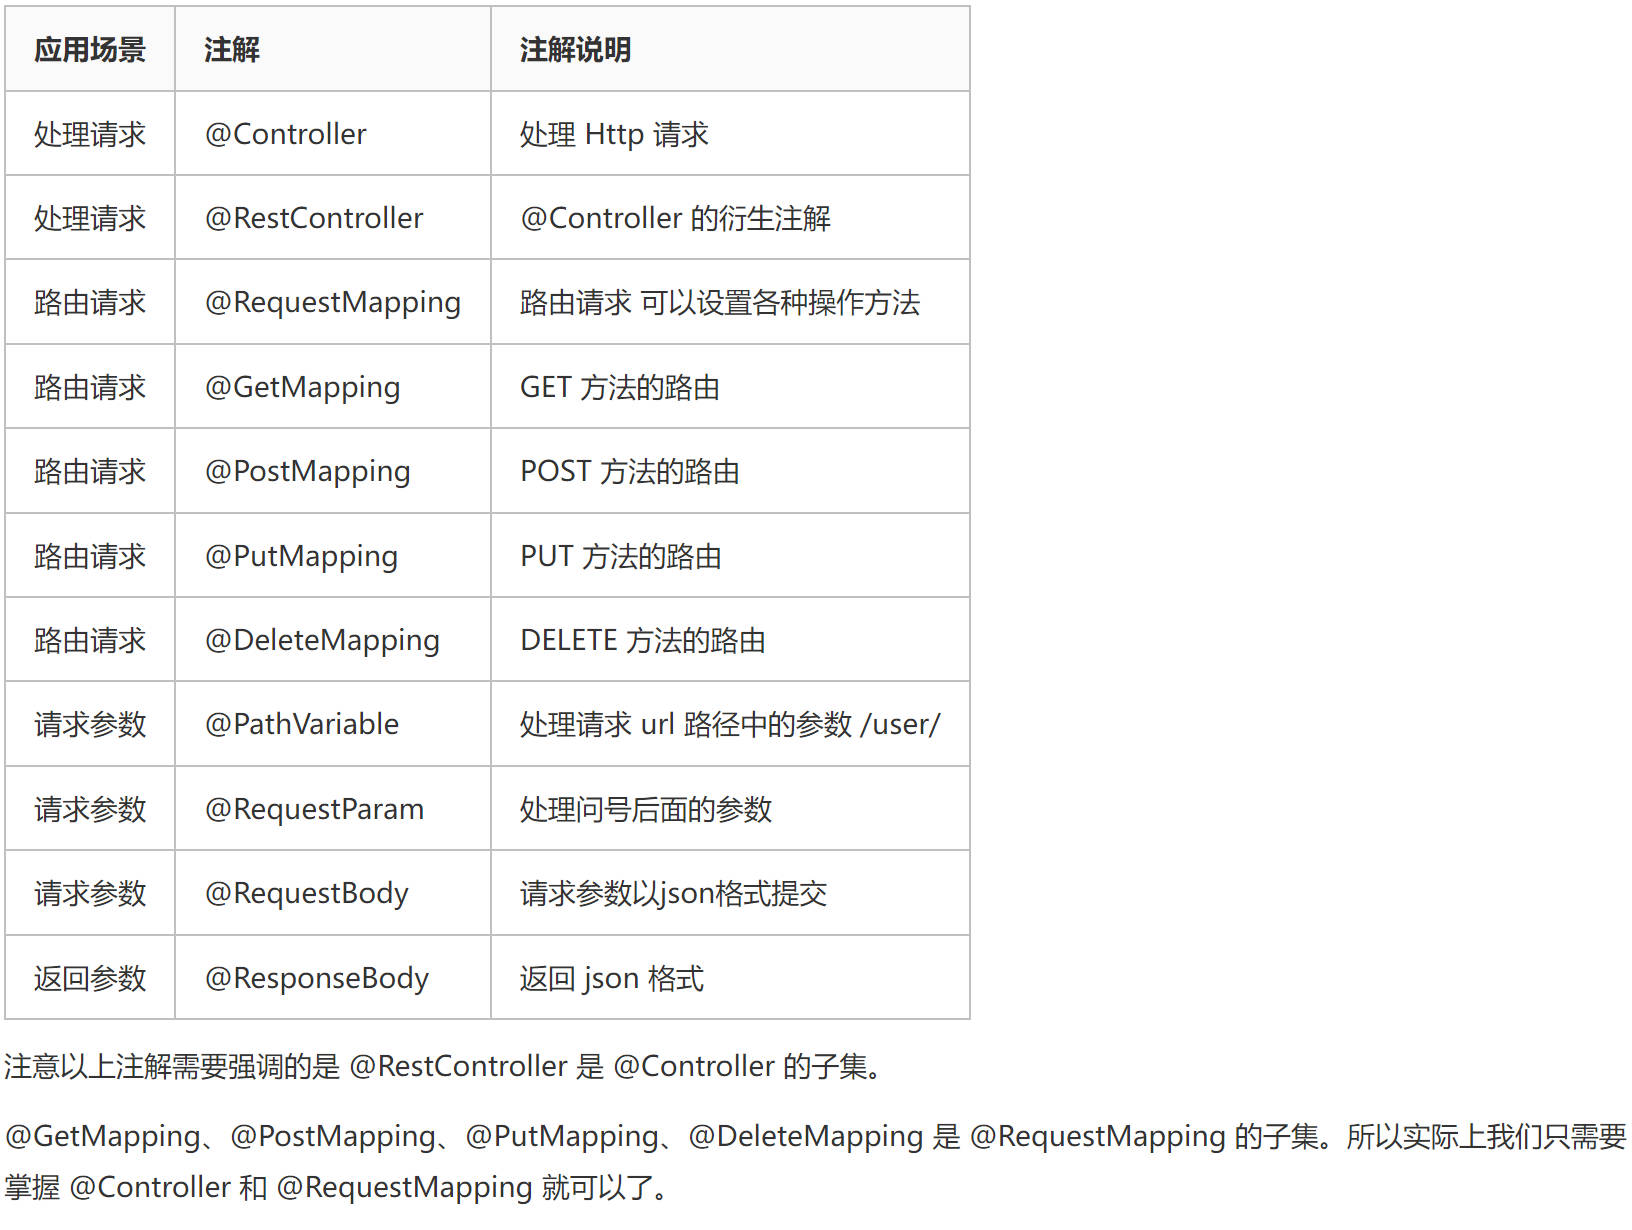 应用场景 注解 注解说明
处理请求 @Controller 处理 Http 请求
处理请求 @RestController @Controller 的衍生注解
路由请求 @RequestMapping 路由请求 可以设置各种操作方法
路由请求 @GetMapping GET 方法的路由
路由请求 @PostMapping POST 方法的路由
路由请求 @PutMapping PUT 方法的路由
路由请求 @DeleteMapping DELETE 方法的路由
请求参数 @PathVariable 处理请求 url 路径中的参数 /user/
请求参数 @RequestParam 处理问号后面的参数
请求参数 @RequestBody 请求参数以json格式提交
返回参数 @ResponseBody 返回 json 格式
注意以上注解需要强调的是 @RestController 是 @Controller 的子集。
@GetMapping、@PostMapping、@PutMapping、@DeleteMapping 是 @RequestMapping 的子集。所以实际上我们只需要
掌握 @Controller 和 @RequestMapping 就可以了。